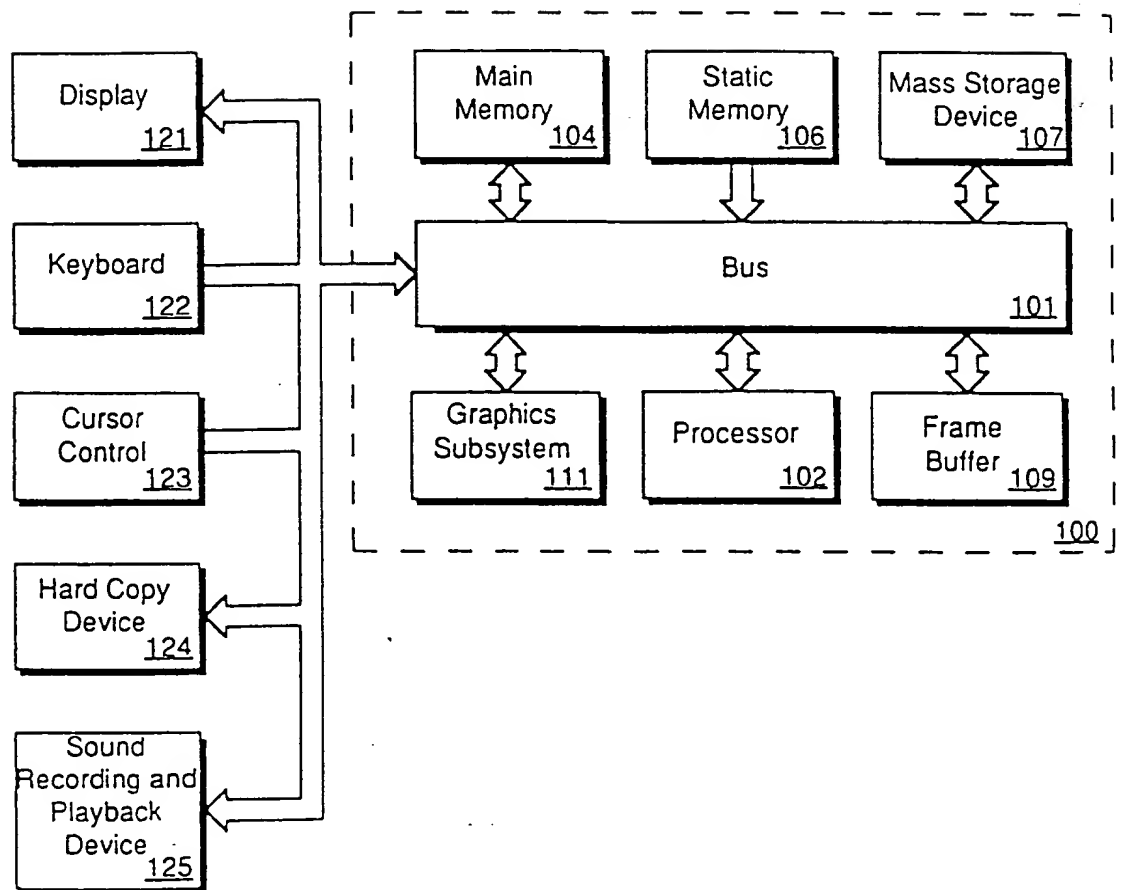 Display
121
Keyboard
122
Cursor
Control
123
Hard Copy
Device
124
Sound
Recording and
Playback
Device
125
Main
Memory
104
Static
Memory
106
Mass Storage
Device
107
Bus
101
Graphics
Subsystem
111
Processor
102
Frame
Buffer
109
100